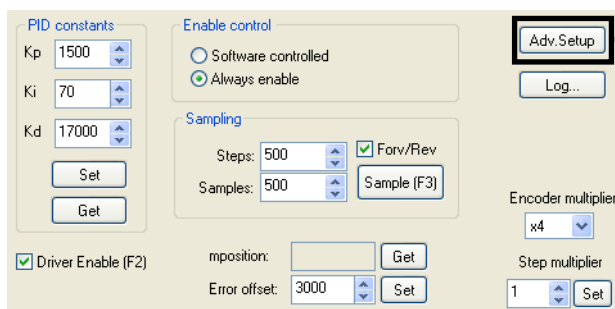 PID constants
Kp 1500
Ki 70
Kd 17000
Set
Get
Driver Enable (F2)
Enable control
Software controlled
Always enable
Sampling
Steps: 500
Forv/Rev
Samples: 500
Sample (F3)
mposition: Get
Error offset: 3000 Set
Adv.Setup
Log...
Encoder multiplier
x4
Step multiplier
1 Set